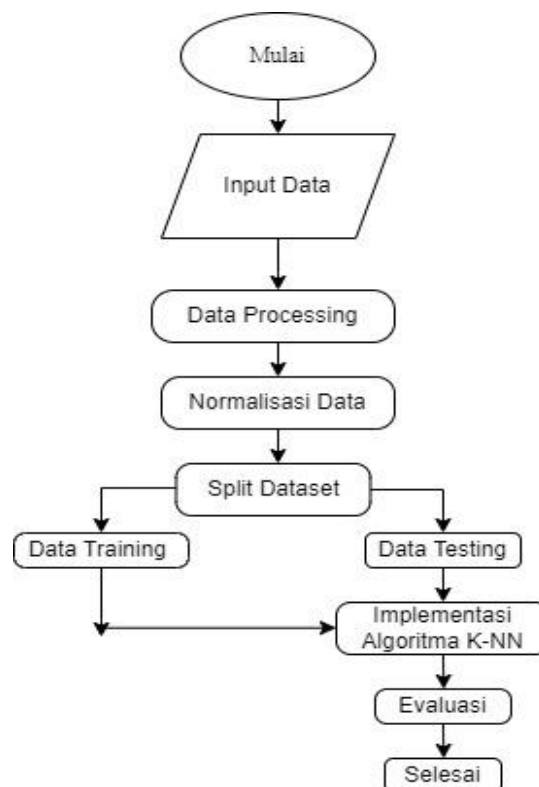 Mulai
Input Data
Data Processing
Normalisasi Data
Split Dataset
Data Training
Data Testing
Implementasi
Algoritma K-NN
Evaluasi
Selesai